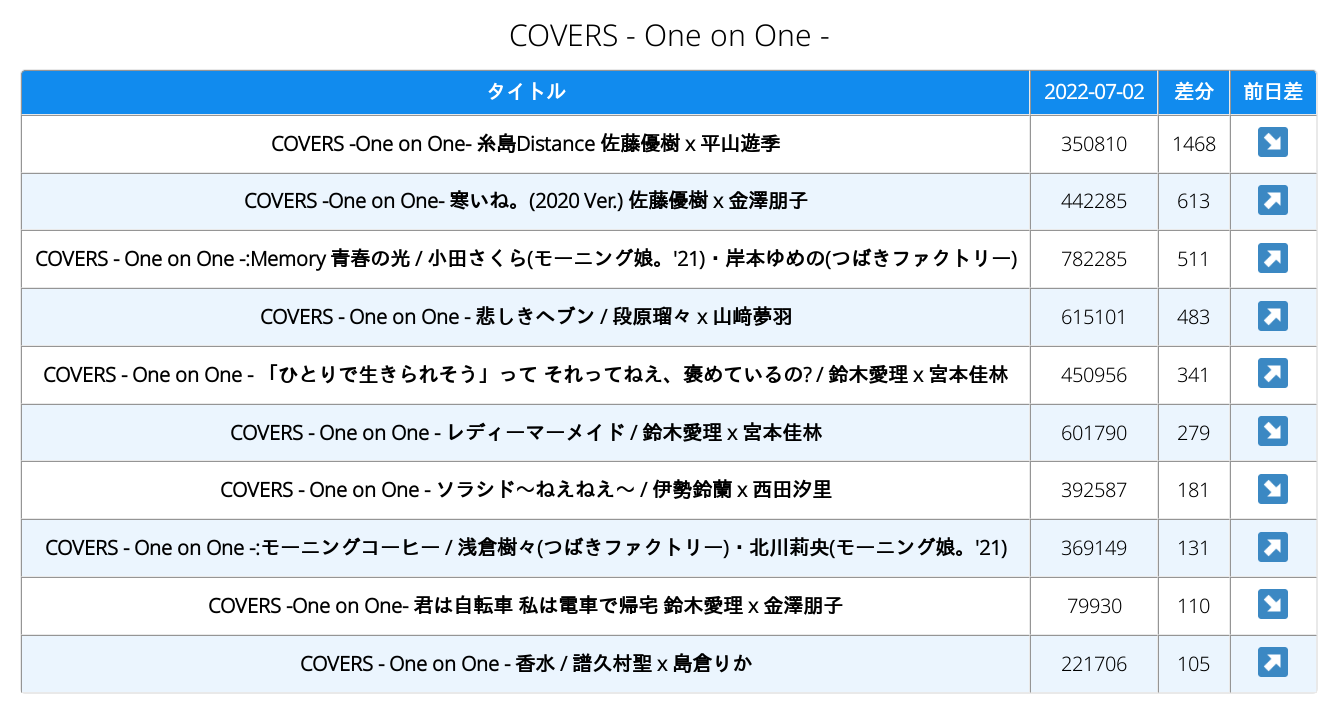 COVERS - One on One -
タイトル 2022-07-02 差分 前日差
COVERS -One on One- 糸島Distance 佐藤優樹 x 平山遊季 350810 1468
COVERS -One on One- 寒いね。(2020 Ver.) 佐藤優樹 x 金澤朋子 442285 613
COVERS - One on One -:Memory 青春の光 / 小田さくら(モーニング娘。'21)・岸本ゆめの(つばきファクトリー) 782285 511
COVERS - One on One - 悲しきヘブン / 段原瑠々 x 山﨑夢羽 615101 483
COVERS - One on One - 「ひとりで生きられそう」って それってねえ、褒めているの? / 鈴木愛理 x 宮本佳林 450956 341
COVERS - One on One - レディーマーメイド / 鈴木愛理 x 宮本佳林 601790 279
COVERS - One on One - ソラシド〜ねえねえ〜 / 伊勢鈴蘭 x 西田汐里 392587 181
COVERS - One on One -:モーニングコーヒー / 浅倉樹々(つばきファクトリー)・北川莉央(モーニング娘。'21) 369149 131
COVERS -One on One- 君は自転車 私は電車で帰宅 鈴木愛理 x 金澤朋子 79930 110
COVERS - One on One - 香水 / 譜久村聖 x 島倉りか 221706 105